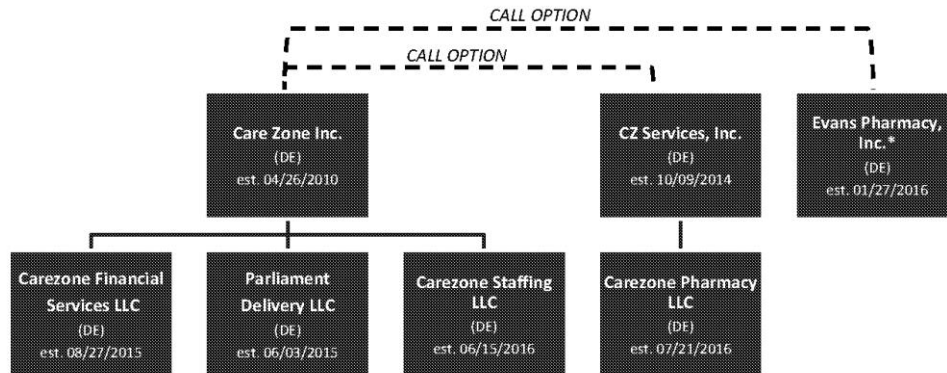 CALL OPTION
CALL OPTION
Care Zone Inc.
(DE)
est. 04/26/2010
CZ Services, Inc.
(DE)
est. 10/09/2014
Evans Pharmacy,
Inc.*
(DE)
est. 01/27/2016
Carezone Financial
Services LLC
(DE)
est. 08/27/2015
Parliament
Delivery LLC
(DE)
est. 06/03/2015
Carezone Staffing
LLC
(DE)
est. 06/15/2016
Carezone Pharmacy
LLC
(DE)
est. 07/21/2016